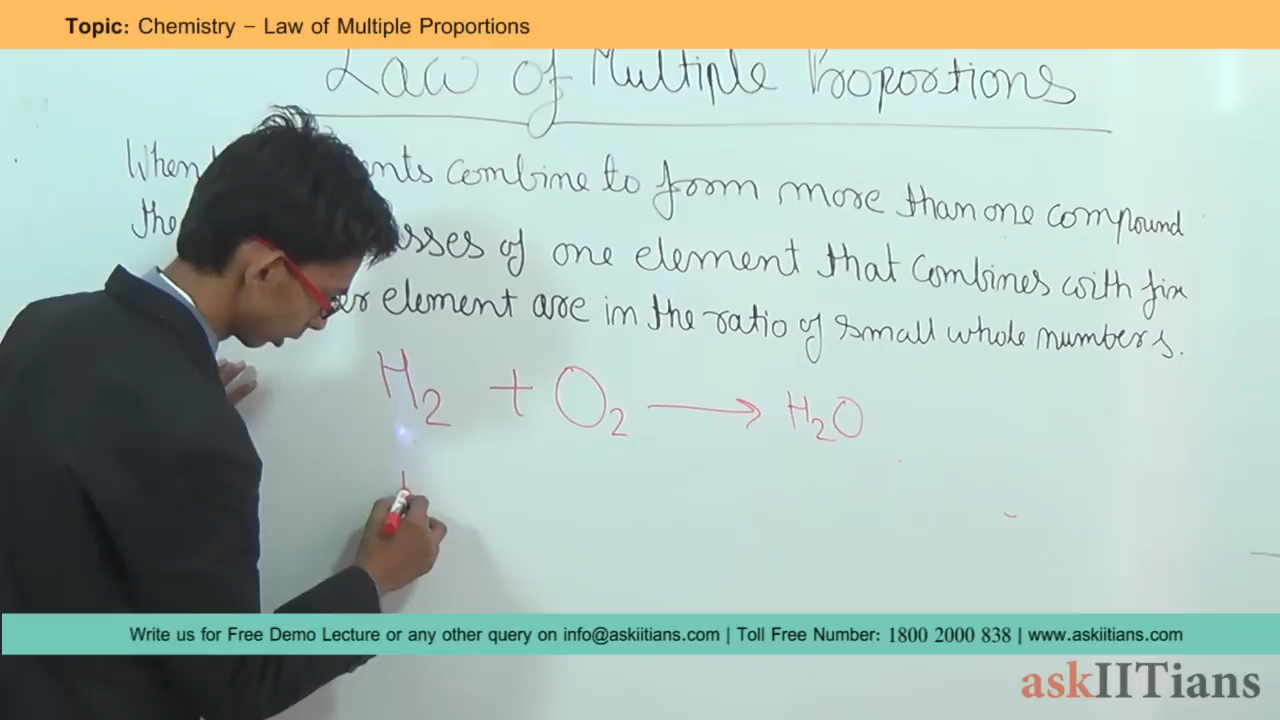 Topic: Chemistry – Law of Multiple Proportions
Law of Multiple Proportions
When combine to form more than one compound
the of one element that combines with fix
element are in the ratio of small whole numbers.
H2 + O2 → H2O
Write us for Free Demo Lecture or any other query on info@askiitians.com | Toll Free Number: 1800 2000 838 | www.askiitians.com
askIITians